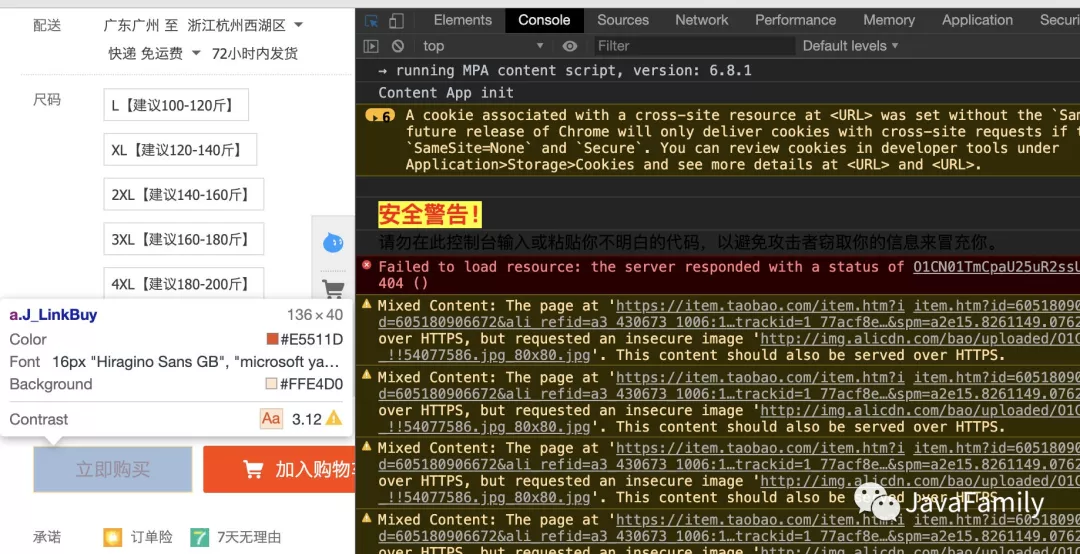 配送
广东广州 至 浙江杭州西湖区
快递 免运费 72小时内发货
尺码
L【建议100-120斤】
XL【建议120-140斤】
2XL【建议140-160斤】
3XL【建议160-180斤】
4XL【建议180-200斤】
a.J_LinkBuy 136 × 40
Color #E5511D
Font 16px "Hiragino Sans GB", "microsoft ya…
Background #FFE4D0
Contrast Aa 3.12
立即购买
加入购物车
承诺 订单险 7 7天无理由
Elements Console Sources Network Performance Memory Application Securi
top Filter Default levels
→ running MPA content script, version: 6.8.1
Content App init
6 A cookie associated with a cross-site resource at <URL> was set without the `Sam
future release of Chrome will only deliver cookies with cross-site requests if t
`SameSite=None` and `Secure`. You can review cookies in developer tools under
Application>Storage>Cookies and see more details at <URL> and <URL>.
安全警告!
请勿在此控制台输入或粘贴你不明白的代码，以避免攻击者窃取你的信息来冒充你。
Failed to load resource: the server responded with a status of O1CN01TmCpaU25uR2ssU
404 ()
Mixed Content: The page at 'https://item.taobao.com/item.htm?i item.htm?id=605180906
d=605180906672&ali_refid=a3_430673_1006:1…trackid=1_77acf8e…&spm=a2e15.8261149.0762
over HTTPS, but requested an insecure image 'http://img.alicdn.com/bao/uploaded/O1C
_!!54077586.jpg_80x80.jpg'. This content should also be served over HTTPS.
Mixed Content: The page at 'https://item.taobao.com/item.htm?i item.htm?id=605180906
d=605180906672&ali_refid=a3_430673_1006:1…trackid=1_77acf8e…&spm=a2e15.8261149.0762
over HTTPS, but requested an insecure image 'http://img.alicdn.com/bao/uploaded/O1C
_!!54077586.jpg_80x80.jpg'. This content should also be served over HTTPS.
Mixed Content: The page at 'https://item.taobao.com/item.htm?i item.htm?id=605180906
d=605180906672&ali_refid=a3_430673_1006:1…trackid=1_77acf8e…&spm=a2e15.8261149.0762
over HTTPS, but requested an insecure image 'http://img.alicdn.com/bao/uploaded/O1C
_!!54077586.jpg_80x80.jpg'. This content should also be served over HTTPS.
Mixed Content: The page at 'https://item.taobao.com/item.htm?i item.htm?id=605180906
d=605180906672&ali_refid=a3_430673_1006:1…trackid=1_77acf8e…&spm=a2e15.8261149.0762
over HTTPS, but requested an insecure image 'http://img.alicdn.com/bao/uploaded/O1C
JavaFamily